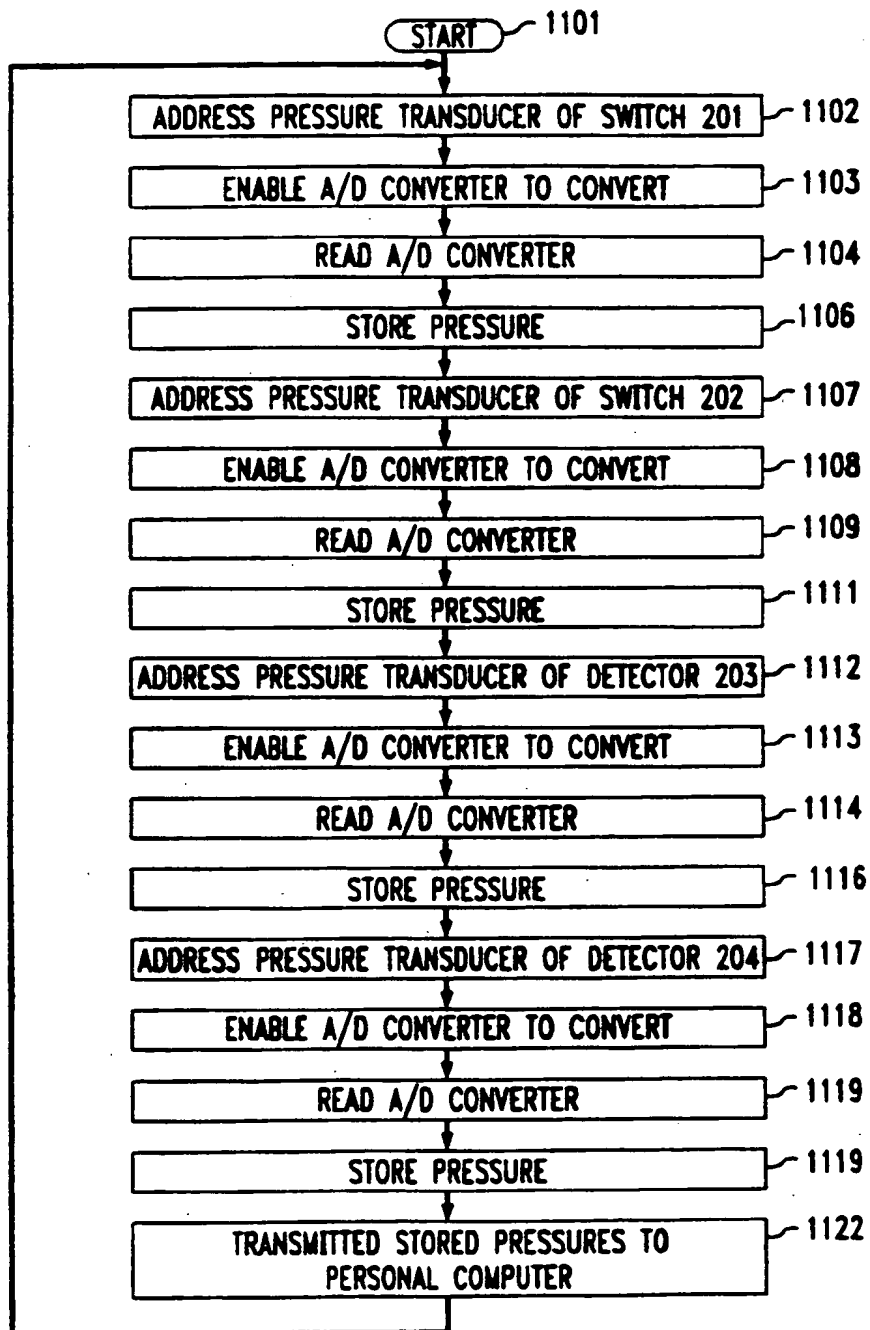 START 1101
ADDRESS PRESSURE TRANSDUCER OF SWITCH 201 1102
ENABLE A/D CONVERTER TO CONVERT 1103
READ A/D CONVERTER 1104
STORE PRESSURE 1106
ADDRESS PRESSURE TRANSDUCER OF SWITCH 202 1107
ENABLE A/D CONVERTER TO CONVERT 1108
READ A/D CONVERTER 1109
STORE PRESSURE 1111
ADDRESS PRESSURE TRANSDUCER OF DETECTOR 203 1112
ENABLE A/D CONVERTER TO CONVERT 1113
READ A/D CONVERTER 1114
STORE PRESSURE 1116
ADDRESS PRESSURE TRANSDUCER OF DETECTOR 204 1117
ENABLE A/D CONVERTER TO CONVERT 1118
READ A/D CONVERTER 1119
STORE PRESSURE 1119
TRANSMITTED STORED PRESSURES TO 1122
PERSONAL COMPUTER